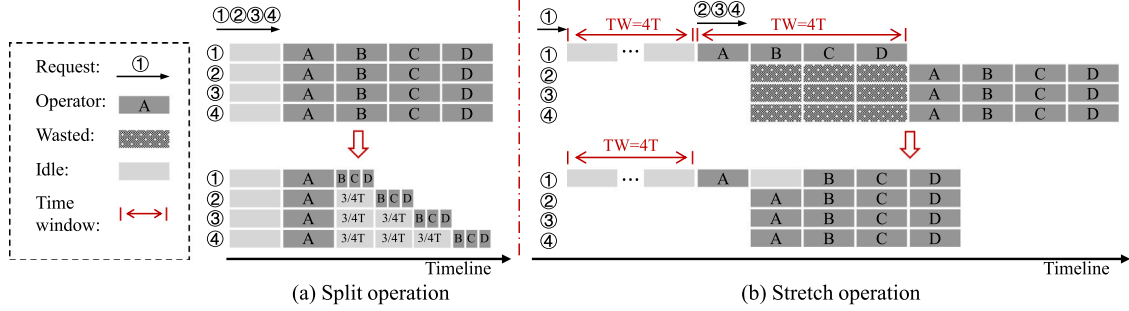 Request: ①
Operator: A
Wasted:
Idle:
Time
window:
①②③④
① A B C D
② A B C D
③ A B C D
④ A B C D
① A B C D
② A 3/4T B C D
③ A 3/4T 3/4T B C D
④ A 3/4T 3/4T 3/4T B C D
Timeline
(a) Split operation
① TW=4T ②③④ TW=4T
① ... A B C D
② A B C D
③ A B C D
④ A B C D
TW=4T
① ... A B C D
② A B C D
③ A B C D
④ A B C D
Timeline
(b) Stretch operation